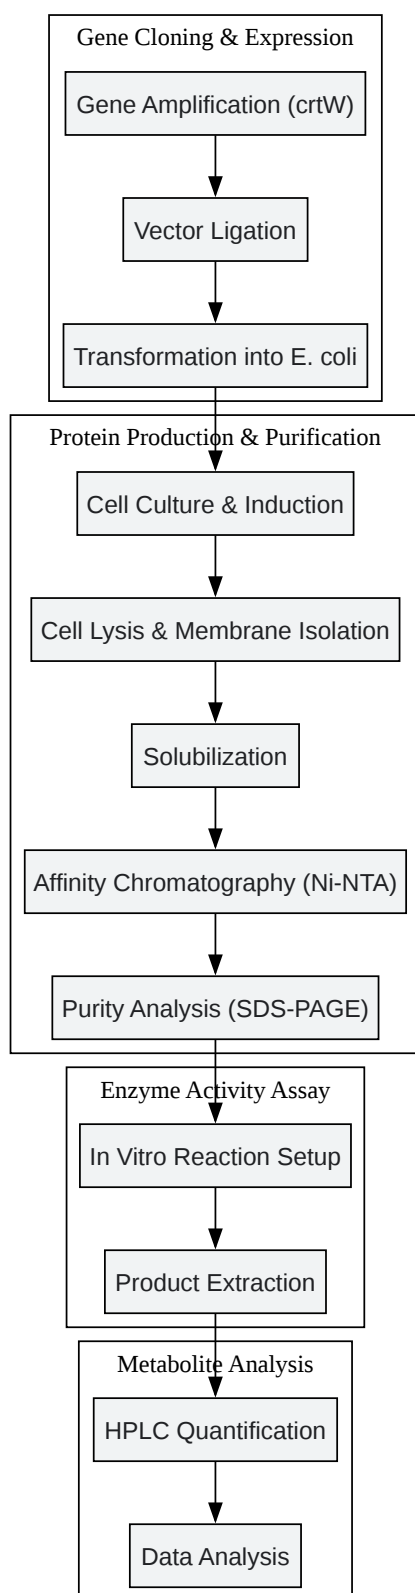 Gene Cloning & Expression
Gene Amplification (crtW)
Vector Ligation
Transformation into E. coli
Protein Production & Purification
Cell Culture & Induction
Cell Lysis & Membrane Isolation
Solubilization
Affinity Chromatography (Ni-NTA)
Purity Analysis (SDS-PAGE)
Enzyme Activity Assay
In Vitro Reaction Setup
Product Extraction
Metabolite Analysis
HPLC Quantification
Data Analysis